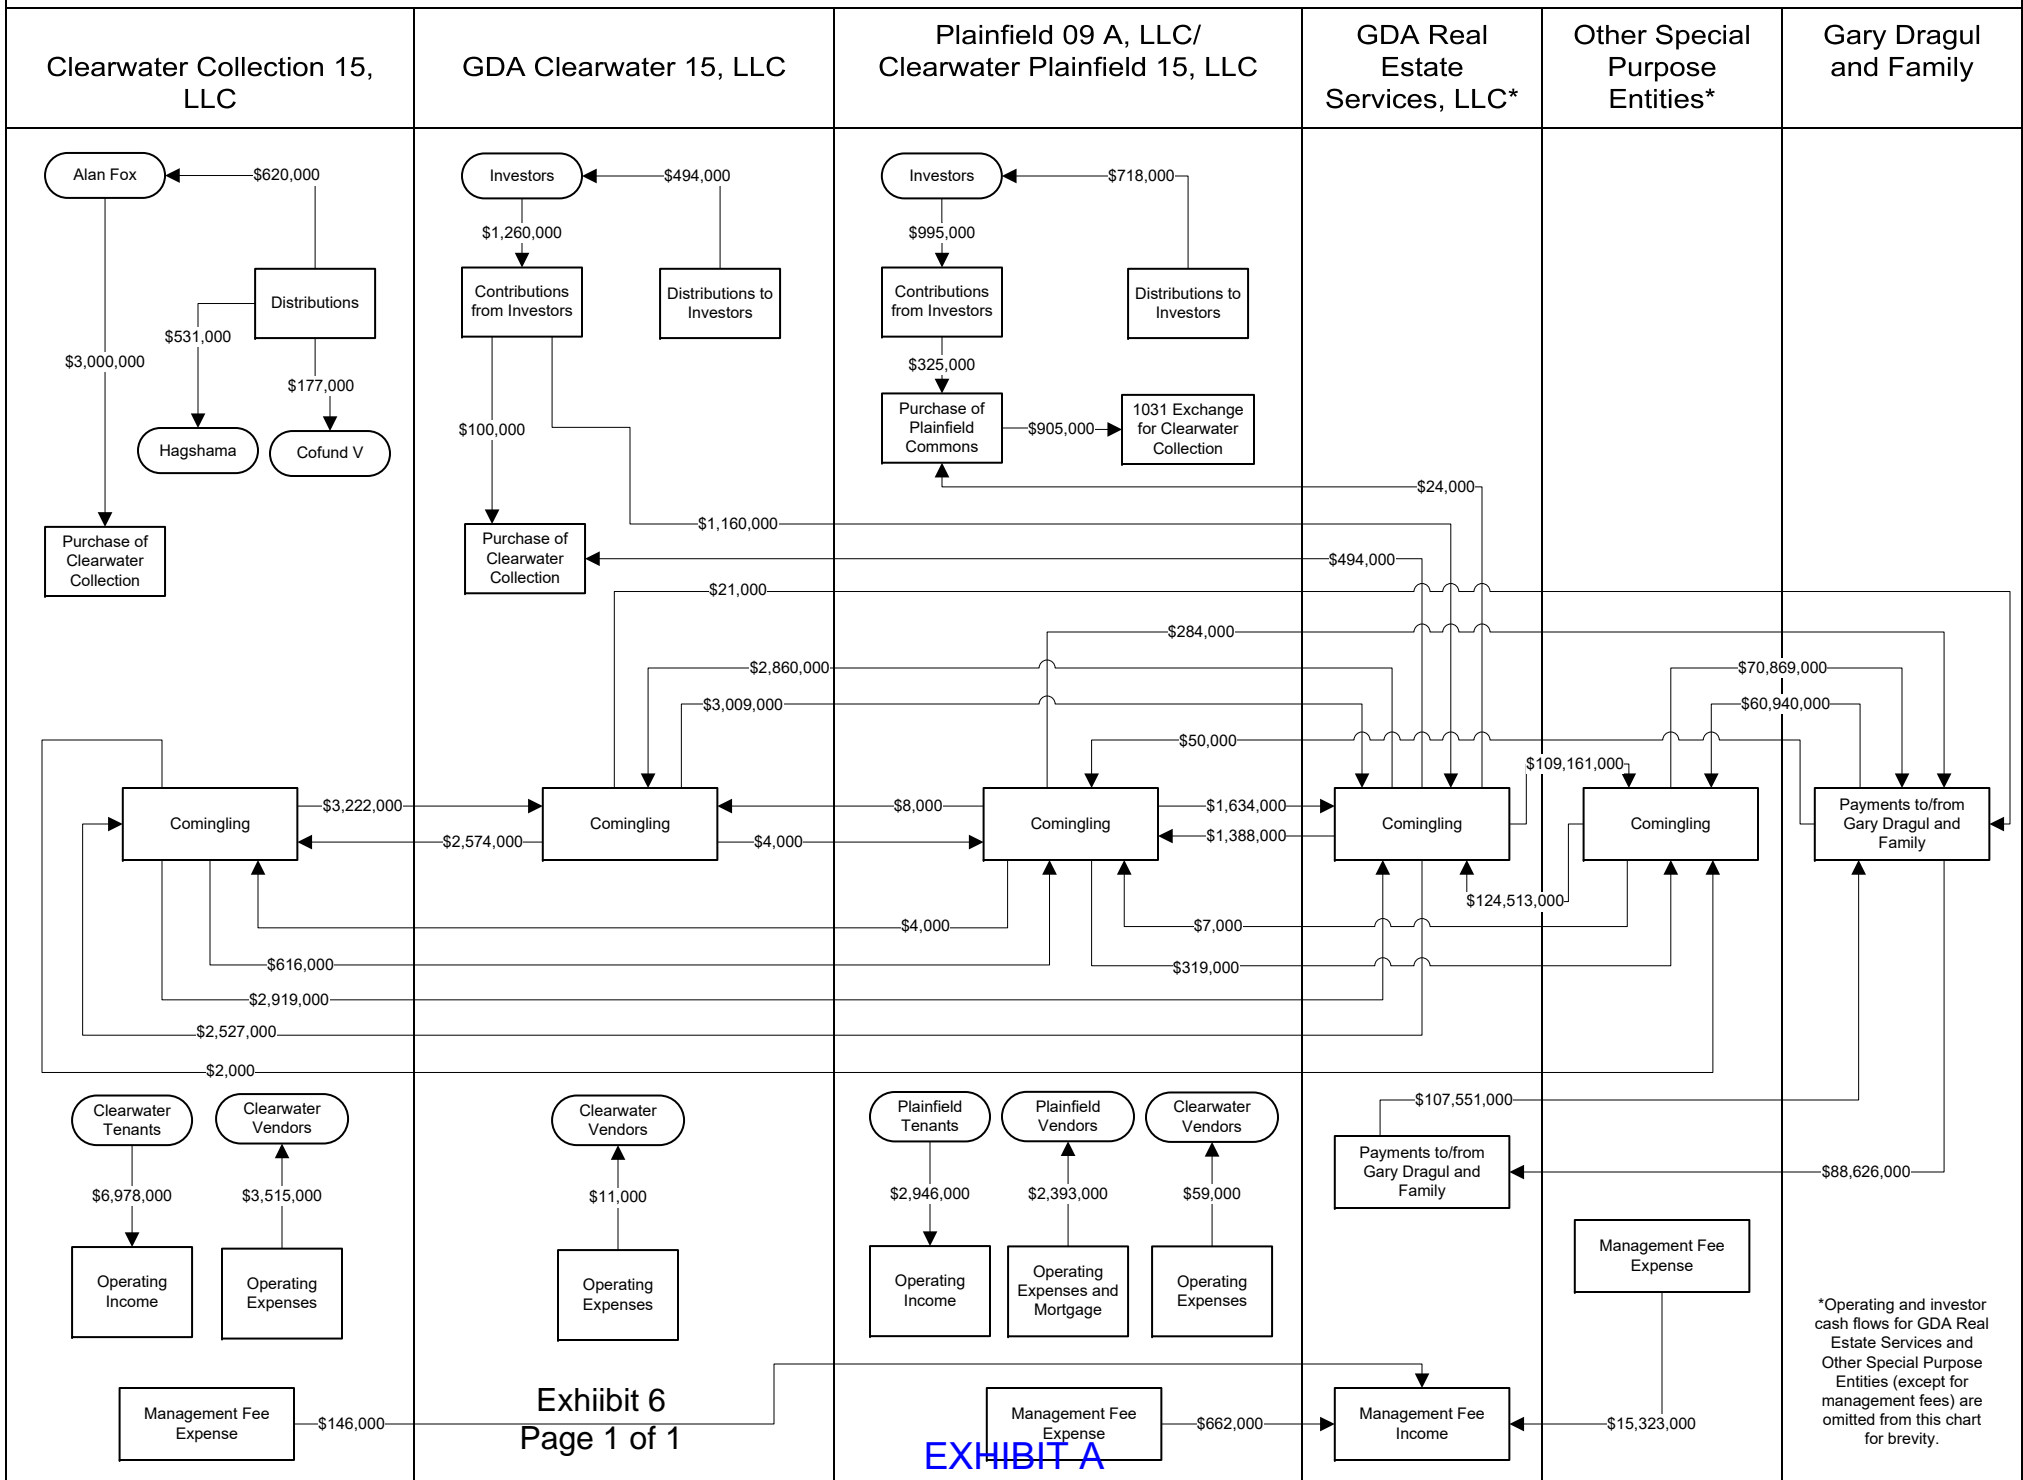 Clearwater Collection 15,
LLC
GDA Clearwater 15, LLC
Plainfield 09 A, LLC/
Clearwater Plainfield 15, LLC
GDA Real
Estate
Services, LLC*
Other Special
Purpose
Entities*
Gary Dragul
and Family
Alan Fox
$620,000
Distributions
$531,000
$3,000,000
$177,000
Hagshama
Cofund V
Purchase of
Clearwater
Collection
Investors
$494,000
$1,260,000
Contributions
from Investors
Distributions to
Investors
$100,000
Purchase of
Clearwater
Collection
Investors
$718,000
$995,000
Contributions
from Investors
Distributions to
Investors
$325,000
Purchase of
Plainfield
Commons
$905,000
1031 Exchange
for Clearwater
Collection
$24,000
$1,160,000
$494,000
$21,000
$284,000
$2,860,000
$70,869,000
$3,009,000
$60,940,000
$50,000
$109,161,000
Comingling
$3,222,000
$2,574,000
Comingling
$8,000
$4,000
Comingling
$1,634,000
$1,388,000
Comingling
Comingling
Payments to/from
Gary Dragul and
Family
$124,513,000
$4,000
$7,000
$616,000
$319,000
$2,919,000
$2,527,000
$2,000
Clearwater
Tenants
Clearwater
Vendors
$6,978,000
$3,515,000
Operating
Income
Operating
Expenses
Clearwater
Vendors
$11,000
Operating
Expenses
Plainfield
Tenants
Plainfield
Vendors
Clearwater
Vendors
$2,946,000
$2,393,000
$59,000
Operating
Income
Operating
Expenses and
Mortgage
Operating
Expenses
$107,551,000
Payments to/from
Gary Dragul and
Family
$88,626,000
Management Fee
Expense
*Operating and investor
cash flows for GDA Real
Estate Services and
Other Special Purpose
Entities (except for
management fees) are
omitted from this chart
for brevity.
Management Fee
Expense
$146,000
Exhiibit 6
Page 1 of 1
Management Fee
Expense
EXHIBIT A
$662,000
Management Fee
Income
$15,323,000